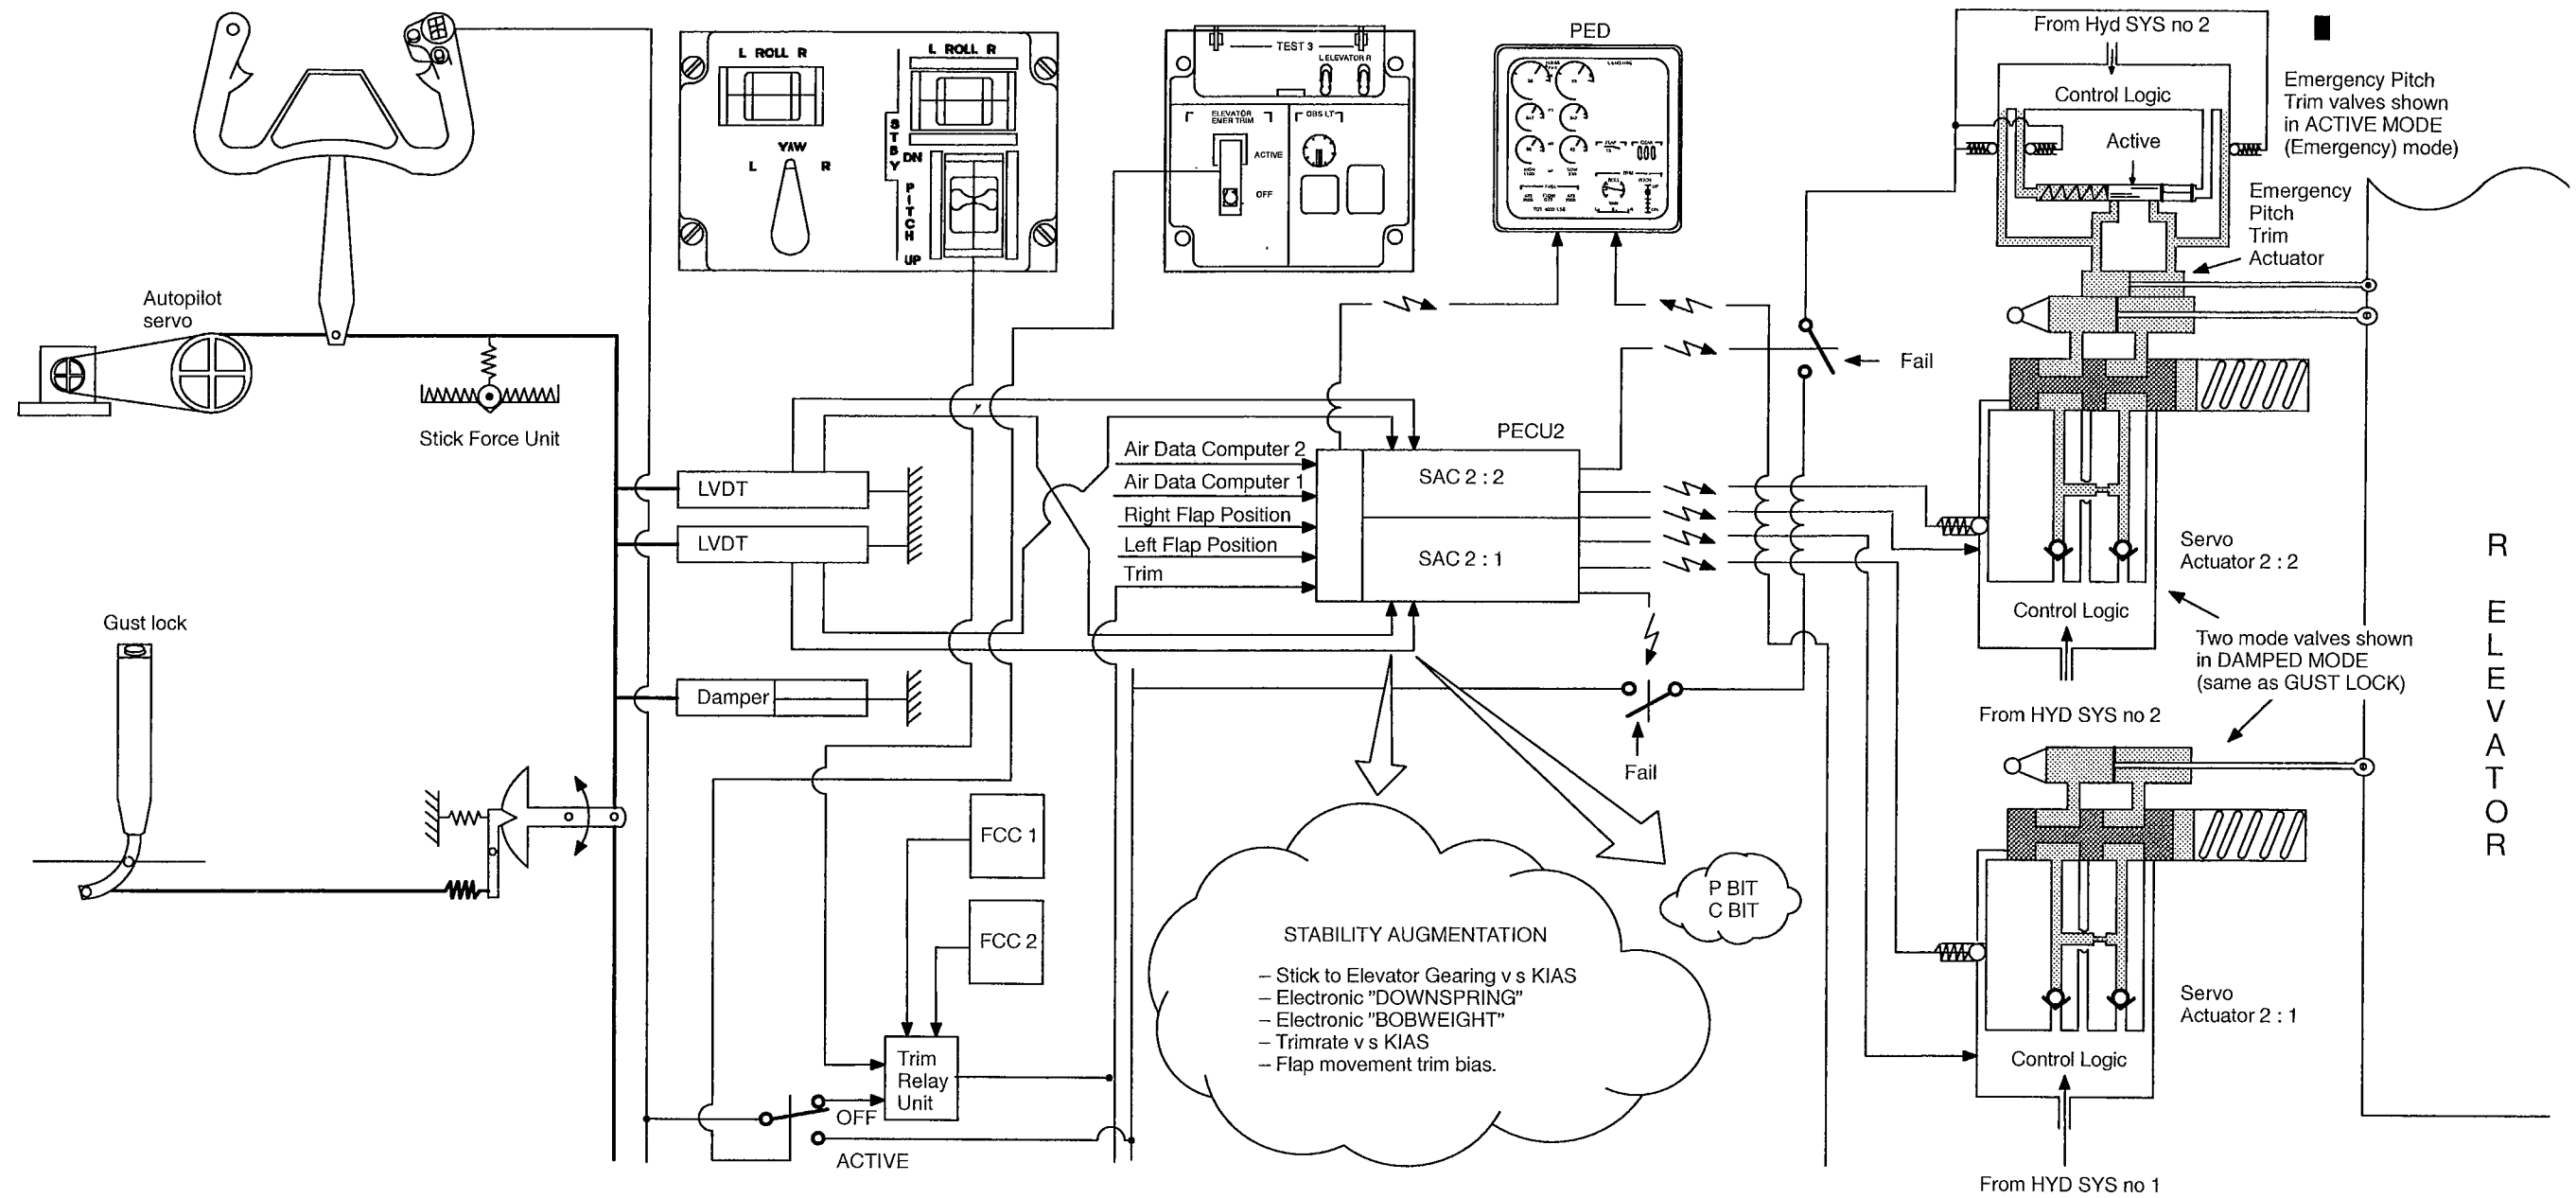 L ROLL R
L ROLL R
YAW
L
R
STBY
DN
PITCH
UP
TEST 3
L ELEVATOR R
ELEVATOR
EMER TRIM
OBS LT
ACTIVE
OFF
PED
From Hyd SYS no 2
Control Logic
Active
Emergency Pitch
Trim valves shown
in ACTIVE MODE
(Emergency) mode)
Emergency
Pitch
Trim
Actuator
Autopilot
servo
Stick Force Unit
Fail
LVDT
LVDT
Air Data Computer 2
Air Data Computer 1
Right Flap Position
Left Flap Position
Trim
PECU2
SAC 2 : 2
SAC 2 : 1
Servo
Actuator 2 : 2
Control Logic
Two mode valves shown
in DAMPED MODE
(same as GUST LOCK)
From HYD SYS no 2
R
ELEVATOR
Gust lock
Damper
Fail
FCC 1
FCC 2
Trim
Relay
Unit
OFF
ACTIVE
STABILITY AUGMENTATION
– Stick to Elevator Gearing v s KIAS
– Electronic ”DOWNSPRING”
– Electronic ”BOBWEIGHT”
– Trimrate v s KIAS
– Flap movement trim bias.
P BIT
C BIT
Servo
Actuator 2 : 1
Control Logic
From HYD SYS no 1